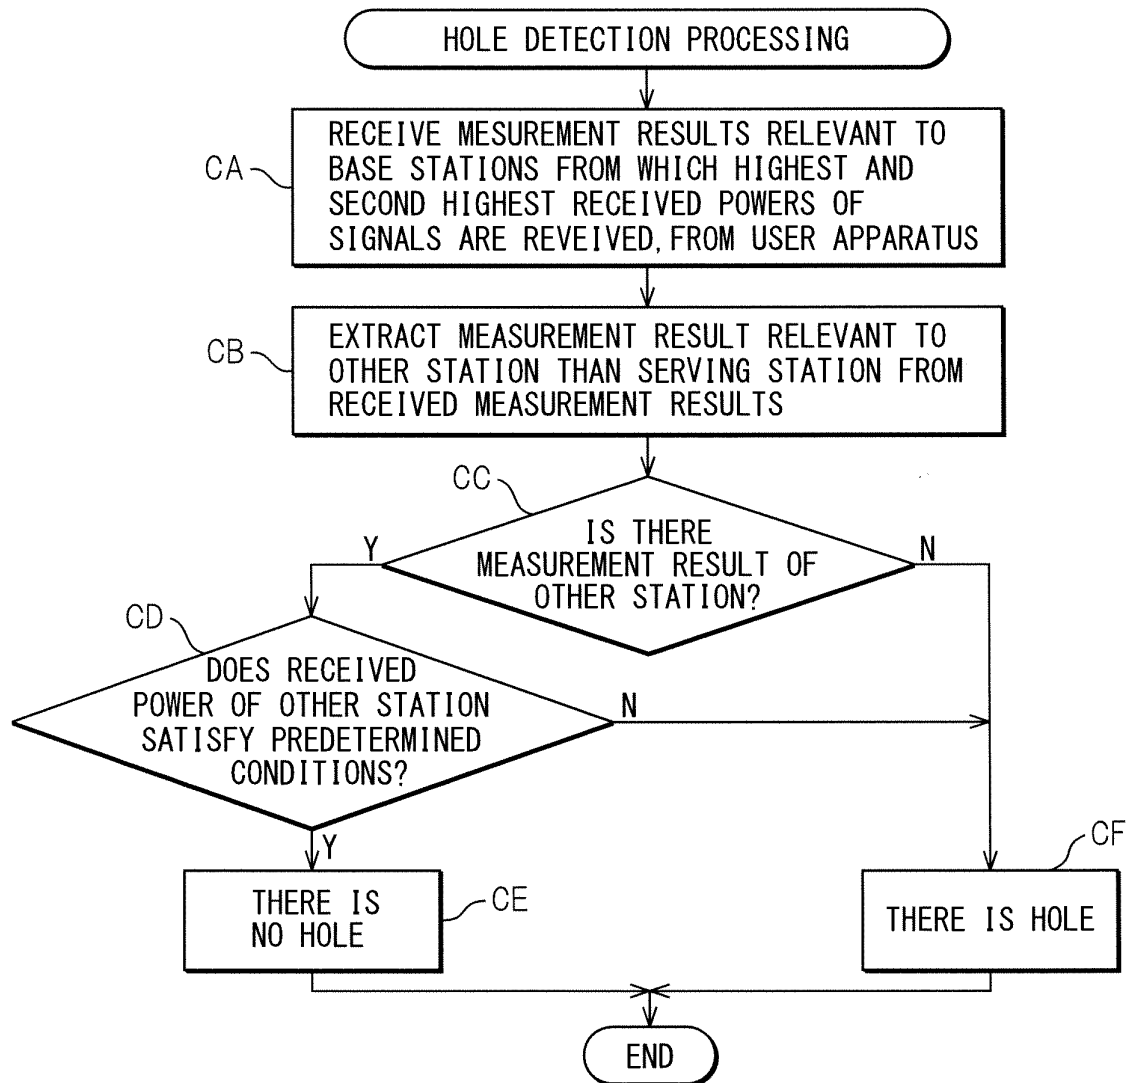 HOLE DETECTION PROCESSING
CA
RECEIVE MESUREMENT RESULTS RELEVANT TO
BASE STATIONS FROM WHICH HIGHEST AND
SECOND HIGHEST RECEIVED POWERS OF
SIGNALS ARE REVEIVED, FROM USER APPARATUS
CB
EXTRACT MEASUREMENT RESULT RELEVANT TO
OTHER STATION THAN SERVING STATION FROM
RECEIVED MEASUREMENT RESULTS
CC
IS THERE
MEASUREMENT RESULT OF
OTHER STATION?
Y
N
CD
DOES RECEIVED
POWER OF OTHER STATION
SATISFY PREDETERMINED
CONDITIONS?
N
Y
THERE IS
NO HOLE
CE
CF
THERE IS HOLE
END